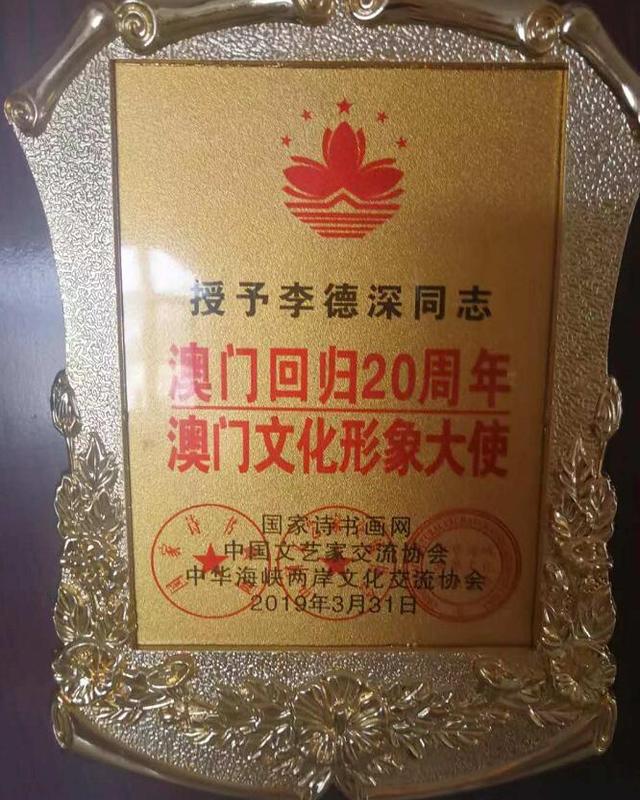 授予李德深同志
澳门回归20周年
澳门文化形象大使
国家诗书画网
中国文艺家交流协会
中华海峡两岸文化交流协会
2019年3月31日